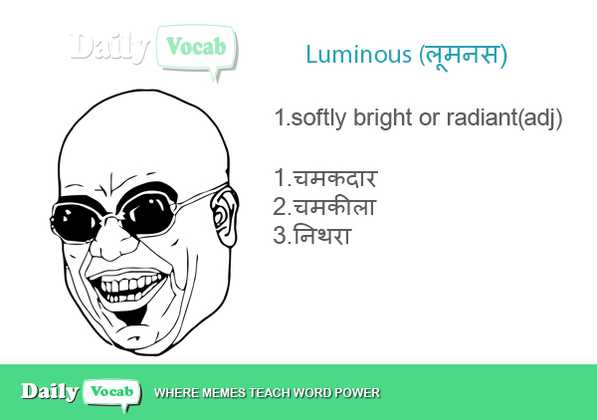 Daily Vocab
Luminous (लूमनस)
1.softly bright or radiant(adj)
1.चमकदार
2.चमकीला
3.निथरा
Daily Vocab WHERE MEMES TEACH WORD POWER